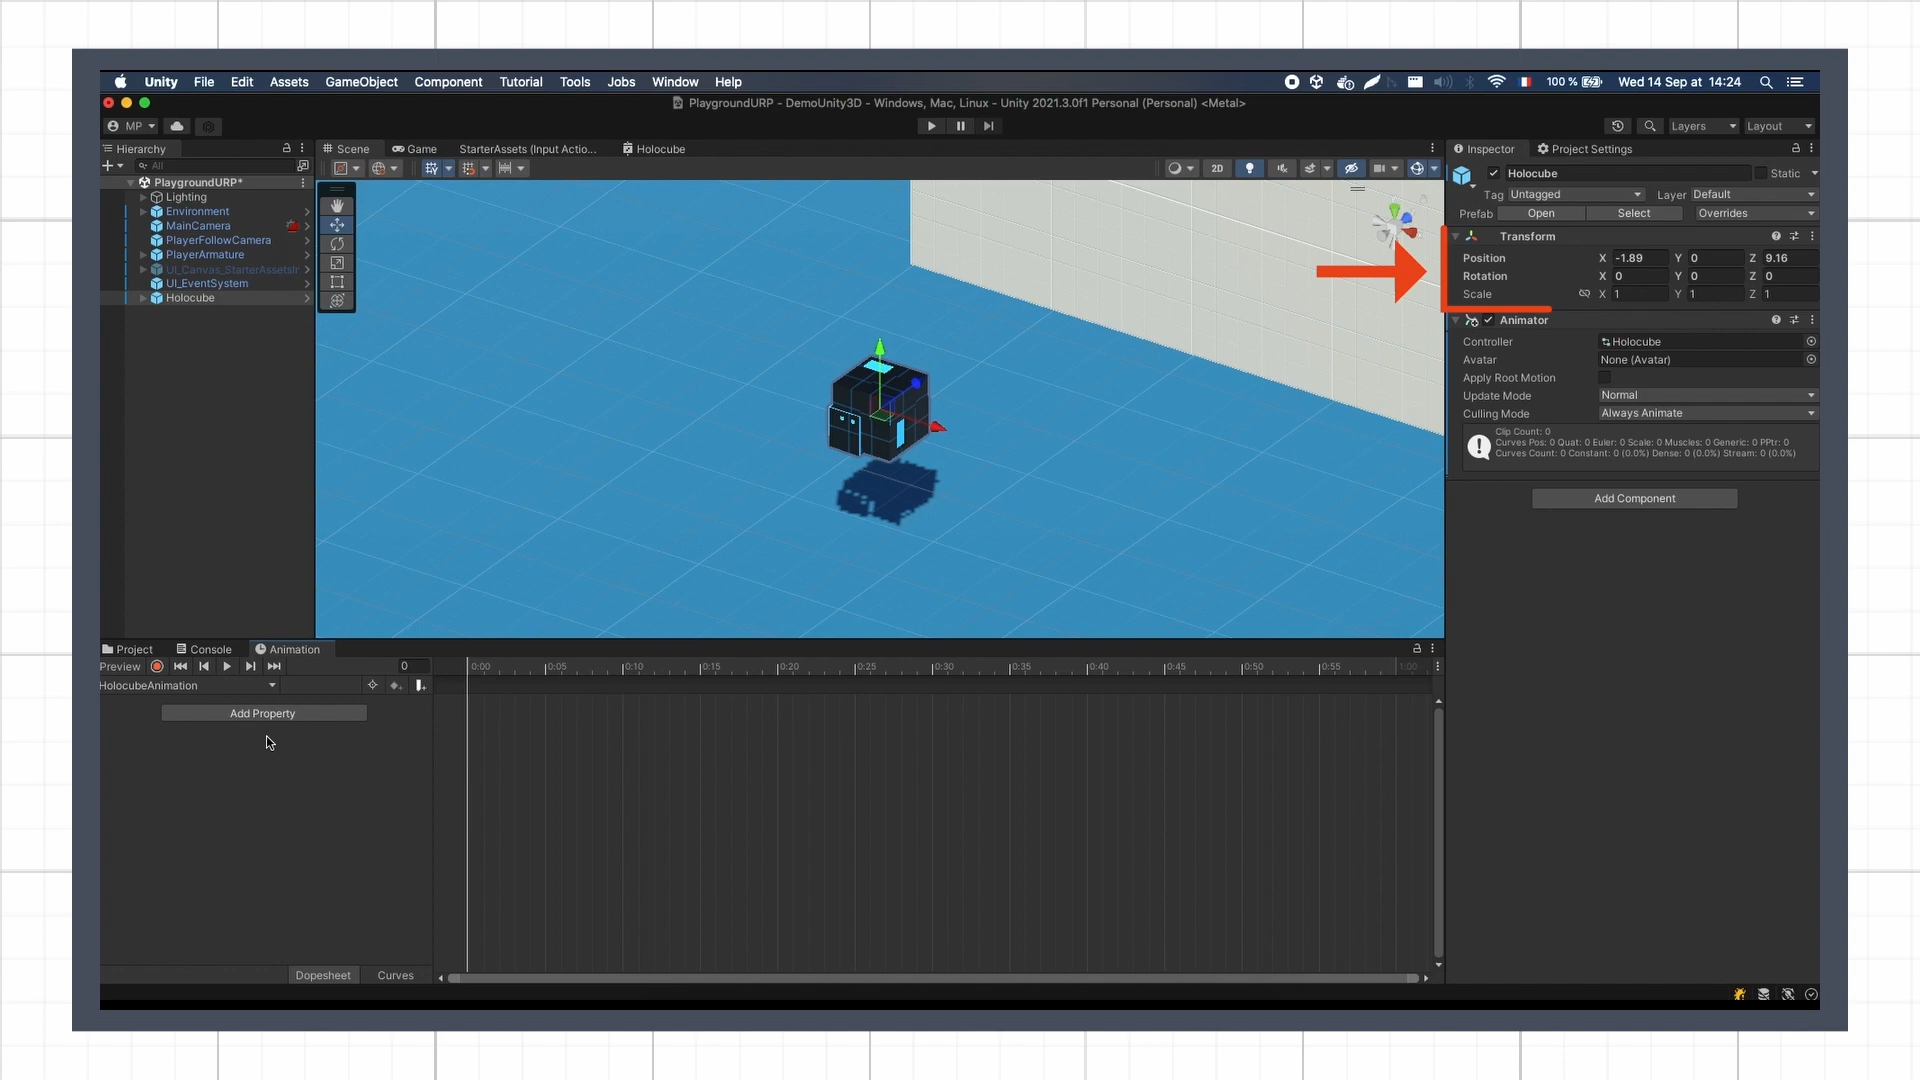 Unity File Edit Assets GameObject Component Tutorial Tools Jobs Window Help 100 % Wed 14 Sep at 14:24
PlaygroundURP - DemoUnity3D - Windows, Mac, Linux - Unity 2021.3.0f1 Personal (Personal) <Metal>
MP Layers Layout
Hierarchy
All
PlaygroundURP*
Lighting
Environment
MainCamera
PlayerFollowCamera
PlayerArmature
UI_Canvas_StarterAssetsIn
UI_EventSystem
Holocube
Scene Game StarterAssets (Input Actio... Holocube
2D
Inspector Project Settings
Holocube Static
Tag Untagged Layer Default
Prefab Open Select Overrides
Transform
Position X -1.89 Y 0 Z 9.16
Rotation X 0 Y 0 Z 0
Scale X 1 Y 1 Z 1
Animator
Controller Holocube
Avatar None (Avatar)
Apply Root Motion
Update Mode Normal
Culling Mode Always Animate
Clip Count: 0
Curves Pos: 0 Quat: 0 Euler: 0 Scale: 0 Muscles: 0 Generic: 0 PPtr: 0
Curves Count: 0 Constant: 0 (0.0%) Dense: 0 (0.0%) Stream: 0 (0.0%)
Add Component
Project Console Animation
Preview 0 0:00 0:05 0:10 0:15 0:20 0:25 0:30 0:35 0:40 0:45 0:50 0:55 1:00
HolocubeAnimation
Add Property
Dopesheet Curves